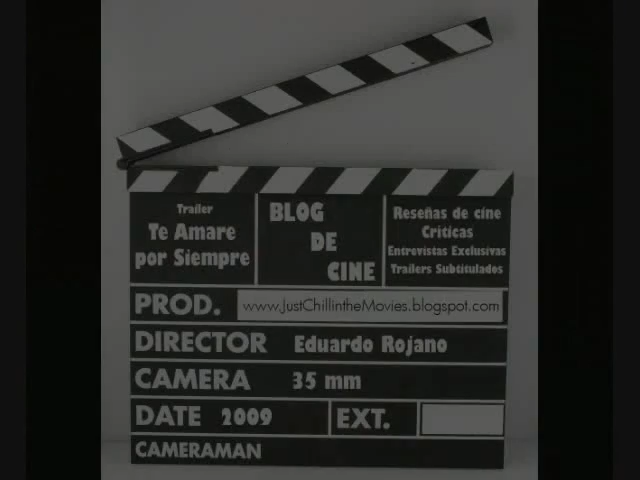 Trailer
Te Amare
por Siempre
BLOG
DE
CINE
Reseñas de cine
Criticas
Entrevistas Exclusivas
Trailers Subtitulados
PROD. www.JustChillintheMovies.blogspot.com
DIRECTOR Eduardo Rojano
CAMERA 35 mm
DATE 2009 EXT.
CAMERAMAN